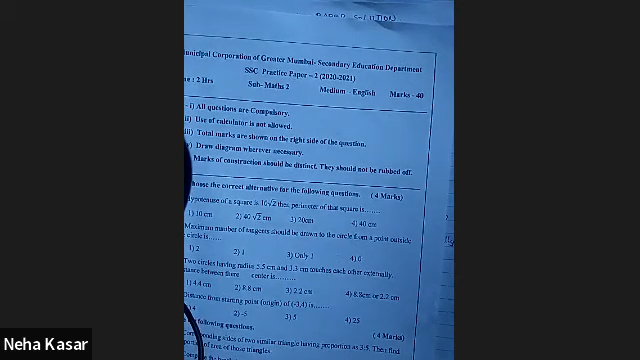 Municipal Corporation of Greater Mumbai- Secondary Education Department
SSC Practice Paper – 2 (2020-2021)
: 2 Hrs Sub- Maths 2 Medium – English Marks - 40
i) All questions are Compulsory.
ii) Use of calculator is not allowed.
iii) Total marks are shown on the right side of the question.
Draw diagram wherever necessary.
Marks of construction should be distinct. They should not be rubbed off.
the correct alternative for the following questions. ( 4 Marks)
of a square is 10√2 then perimeter of that square is........
1) 10 cm 2) 40 √2 cm 3) 20cm 4) 40 cm
Maximum number of tangents should be drawn to the circle from a point outside
circle is......
1) 2 2) 1 3) Only 1 4) 0
Two circles having radius 5.5 cm and 3.3 cm touches each other externally.
between there center is.........
1) 4.4 cm 2) 8.8 cm 3) 2.2 cm 4) 8.8cm or 2.2 cm
Distance from starting point (origin) of (-3,4) is.......
4 2) -5 3) 5 4) 25
following questions. ( 4 Marks)
sides of two similar triangle having proportion as 3:5. Then find
of area of those triangles.
Neha Kasar